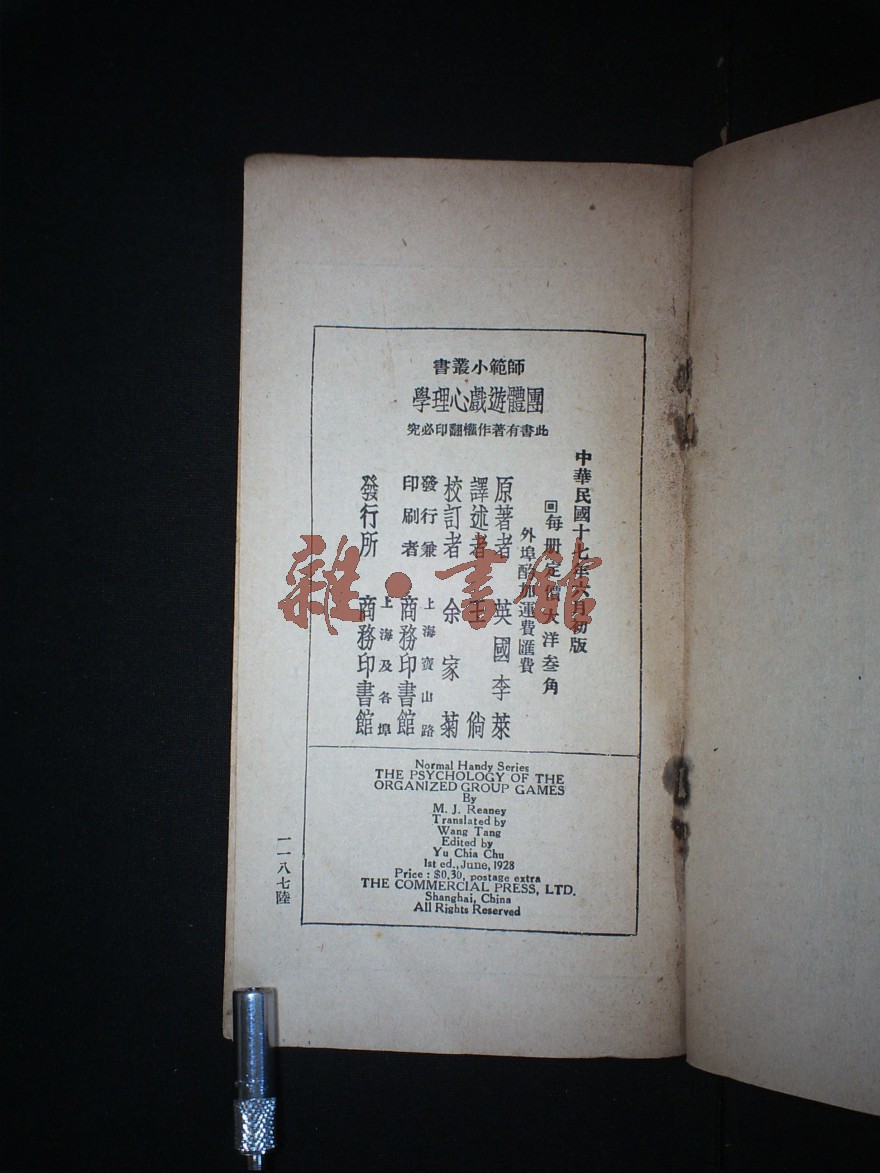 師範小叢書
團體遊戲心理學
此書有著作權翻印必究
中華民國十七年六月初版
每冊定價大洋叁角
外埠酌加運費匯費
原著者 英國李萊
譯述者 王倘
校訂者 余家菊
發行兼印刷者 上海寶山路 商務印書館
發行所 上海及各埠 商務印書館
Normal Handy Series
THE PSYCHOLOGY OF THE
ORGANIZED GROUP GAMES
By
M. J. Reaney
Translated by
Wang Tang
Edited by
Yu Chia Chu
1st ed., June, 1928
Price : $0.30, postage extra
THE COMMERCIAL PRESS, LTD.
Shanghai, China
All Rights Reserved
一一八七陸
雜·書館